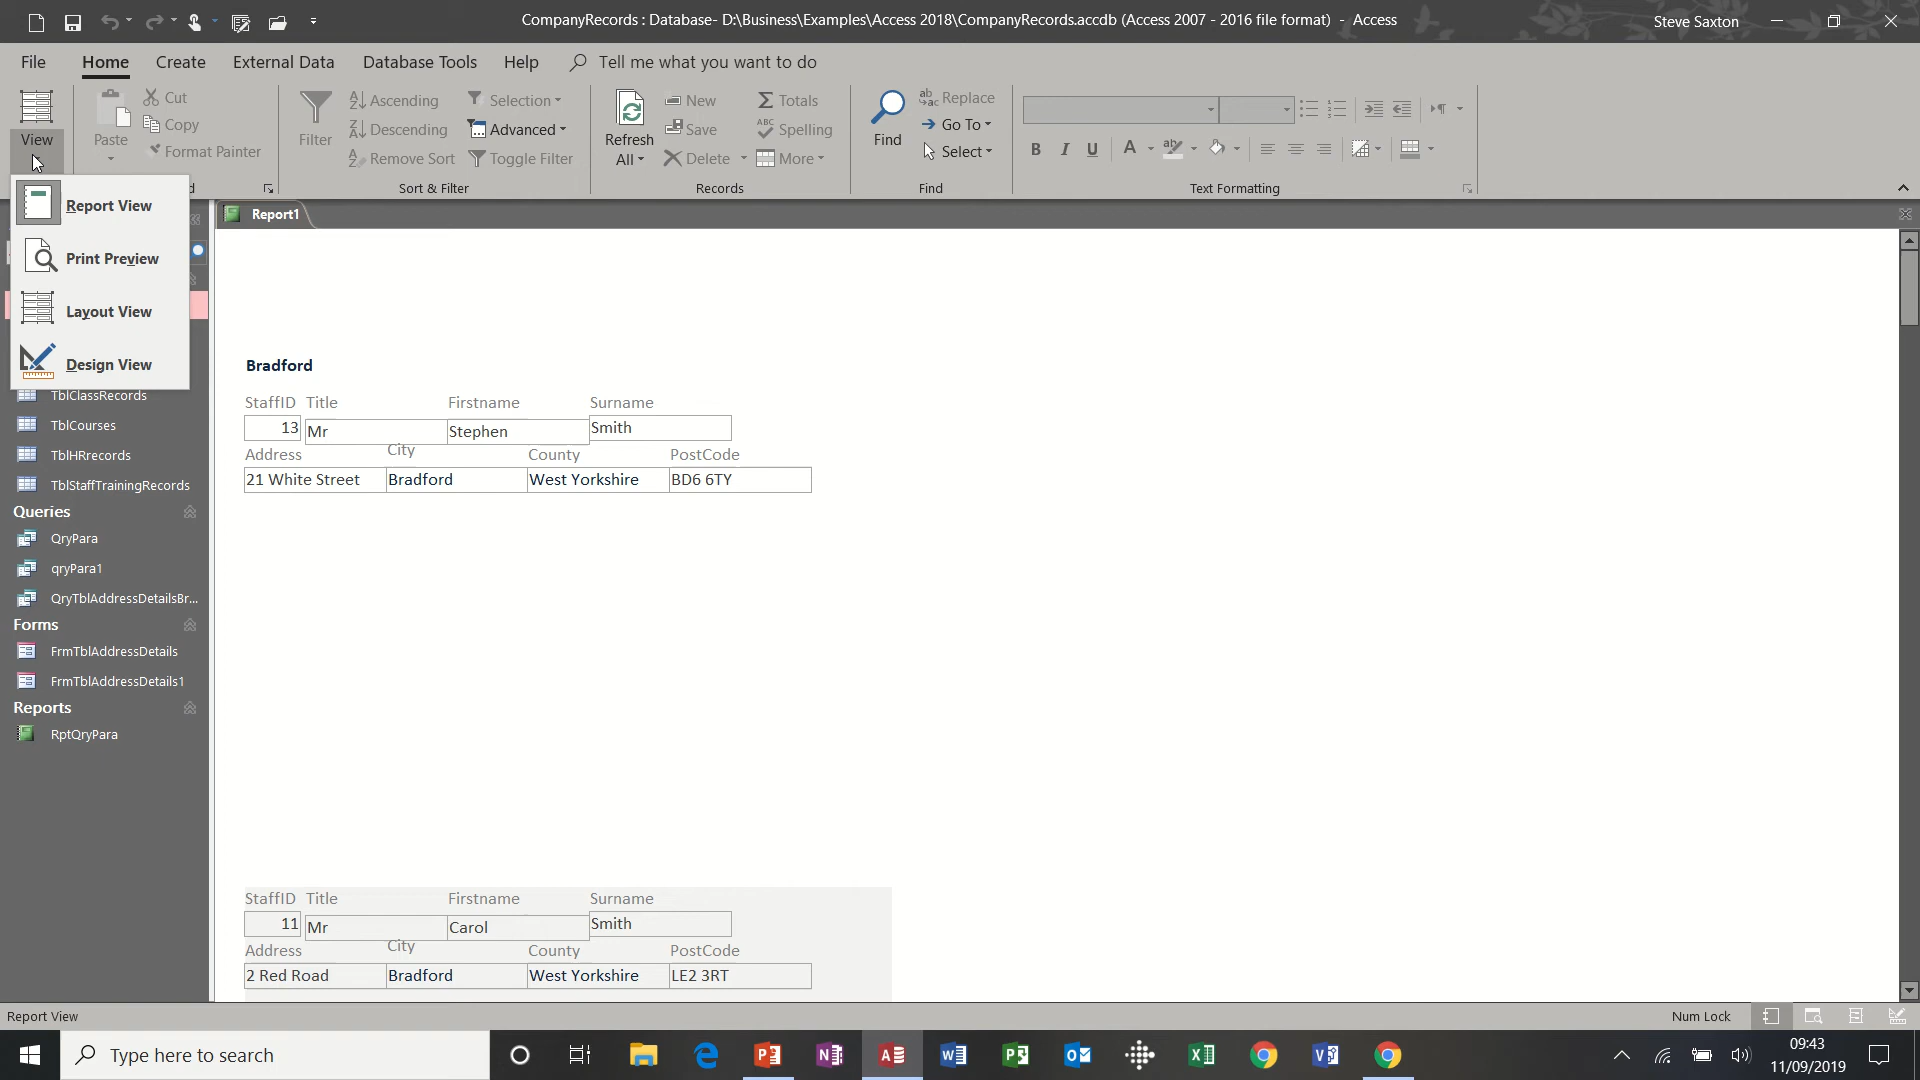 CompanyRecords : Database- D:\Business\Examples\Access 2018\CompanyRecords.accdb (Access 2007 - 2016 file format)  -  Access
Steve Saxton
File
Home
Create
External Data
Database Tools
Help
Tell me what you want to do
View
Paste
Cut
Copy
Format Painter
Filter
Ascending
Descending
Remove Sort
Selection
Advanced
Toggle Filter
Sort & Filter
Refresh
All
New
Save
Delete
Totals
Spelling
More
Records
Find
Replace
Go To
Select
Find
Text Formatting
Report View
Print Preview
Layout View
Design View
TblClassRecords
TblCourses
TblHRrecords
TblStaffTrainingRecords
Queries
QryPara
qryPara1
QryTblAddressDetailsBr...
Forms
FrmTblAddressDetails
FrmTblAddressDetails1
Reports
RptQryPara
Report1
Bradford
StaffID Title Firstname Surname
13 Mr Stephen Smith
Address City County PostCode
21 White Street Bradford West Yorkshire BD6 6TY
StaffID Title Firstname Surname
11 Mr Carol Smith
Address City County PostCode
2 Red Road Bradford West Yorkshire LE2 3RT
Report View
Num Lock
Type here to search
09:43
11/09/2019